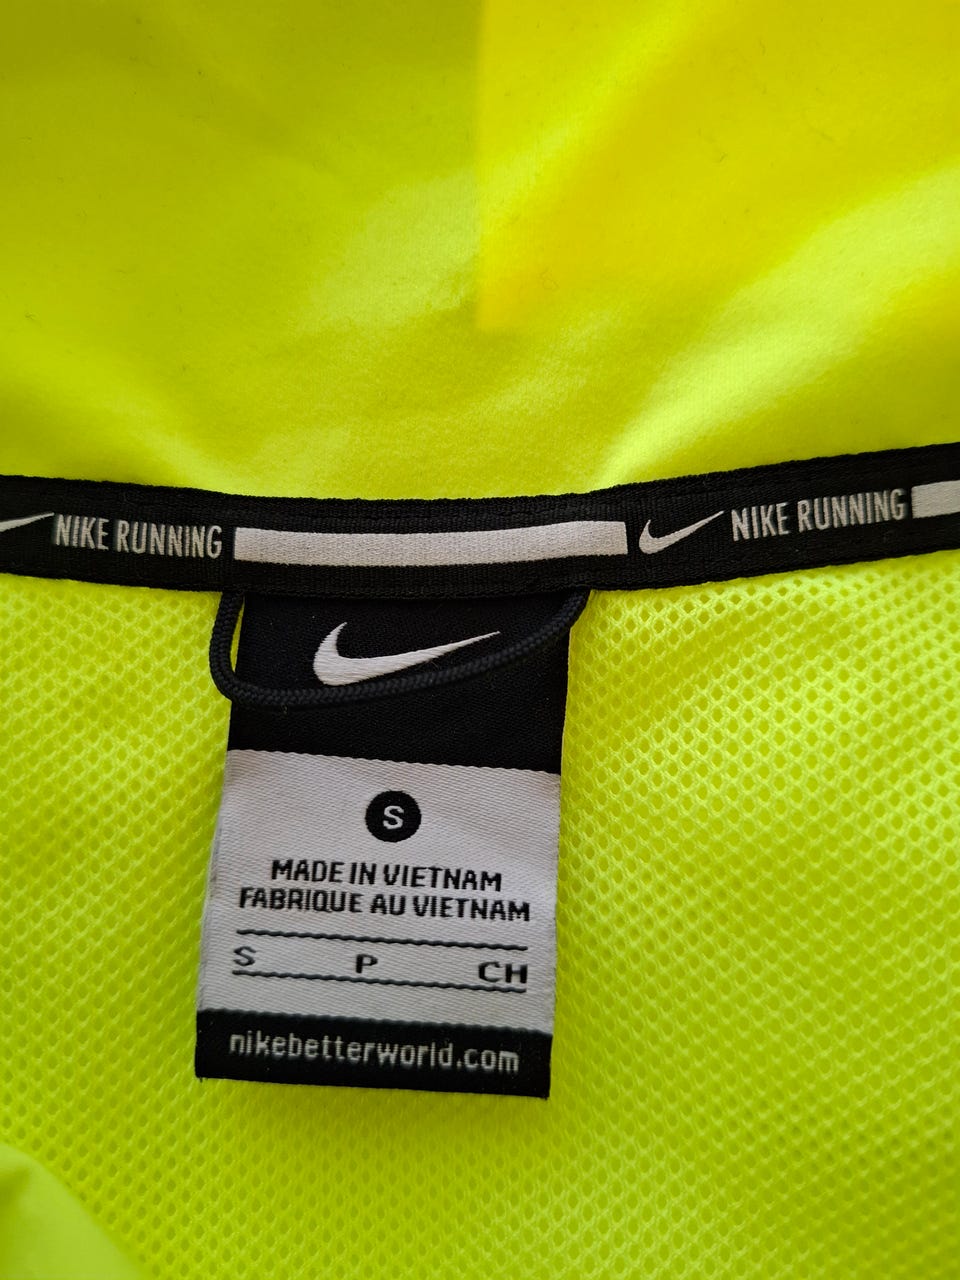 NIKE RUNNING NIKE RUNNING
S
MADE IN VIETNAM
FABRIQUE AU VIETNAM
S P CH
nikebetterworld.com